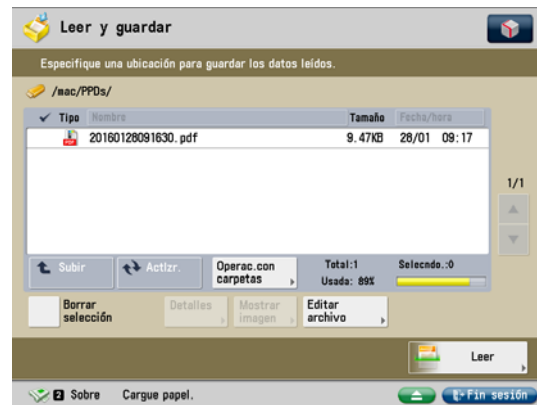 Leer y guardar
Especifique una ubicación para guardar los datos leídos.
/mac/PPDs/
✓ Tipo Nombre Tamaño Fecha/hora
PDF 20160128091630.pdf 9.47KB 28/01 09:17
1/1
Subir Actlzr. Operac.con carpetas Total:1 Selecndo.:0
Usada: 89%
Borrar selección Detalles Mostrar imagen Editar archivo
Leer
2 Sobre Cargue papel. Fin sesión